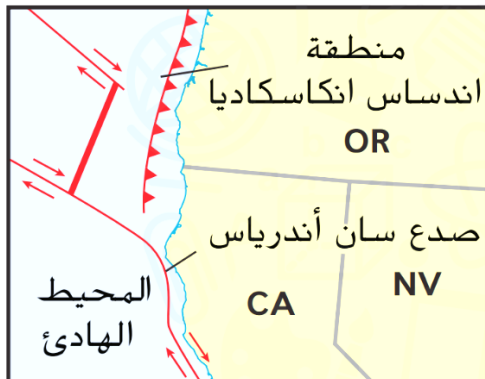 منطقة
اندساس انكاسكاديا
OR
صدع سان أندرياس
NV
CA
المحيط
الهادئ